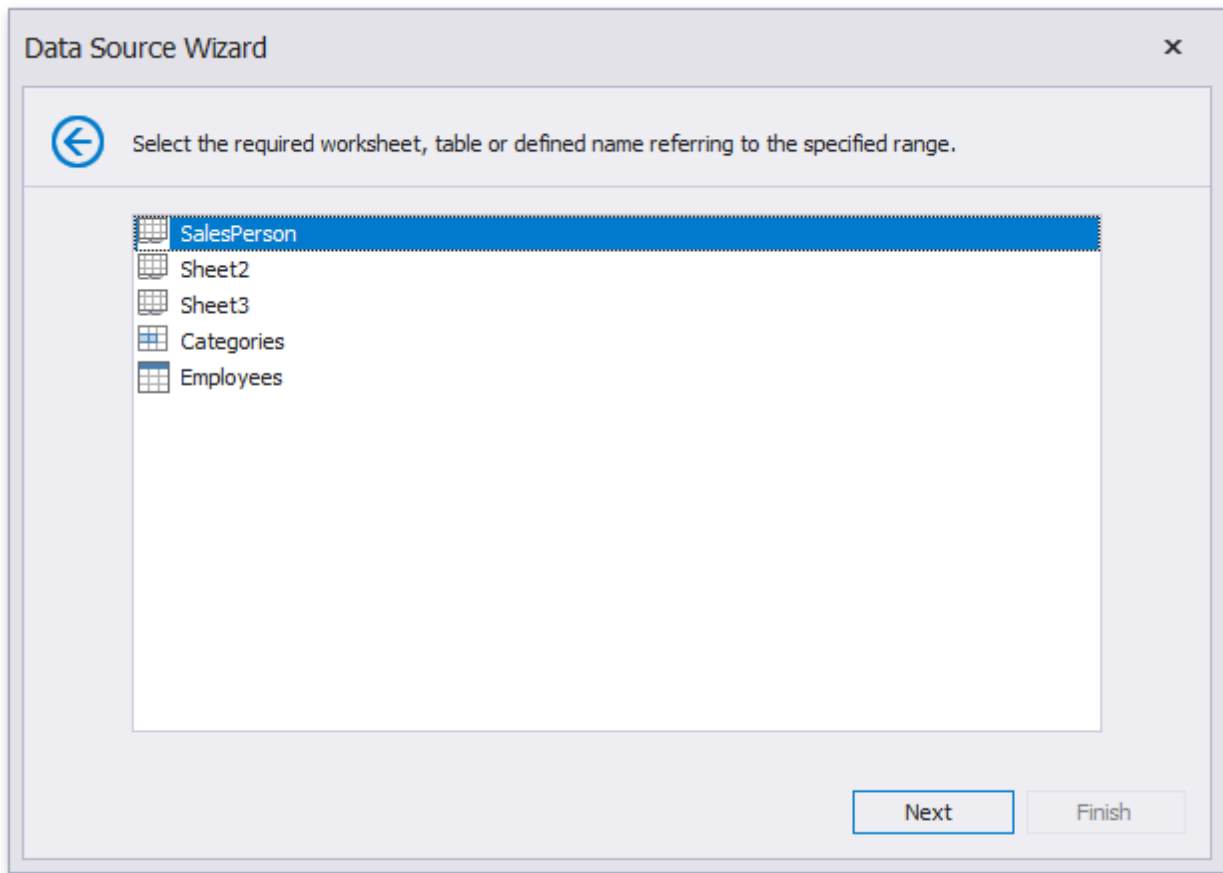 Data Source Wizard
Select the required worksheet, table or defined name referring to the specified range.
SalesPerson
Sheet2
Sheet3
Categories
Employees
Next
Finish